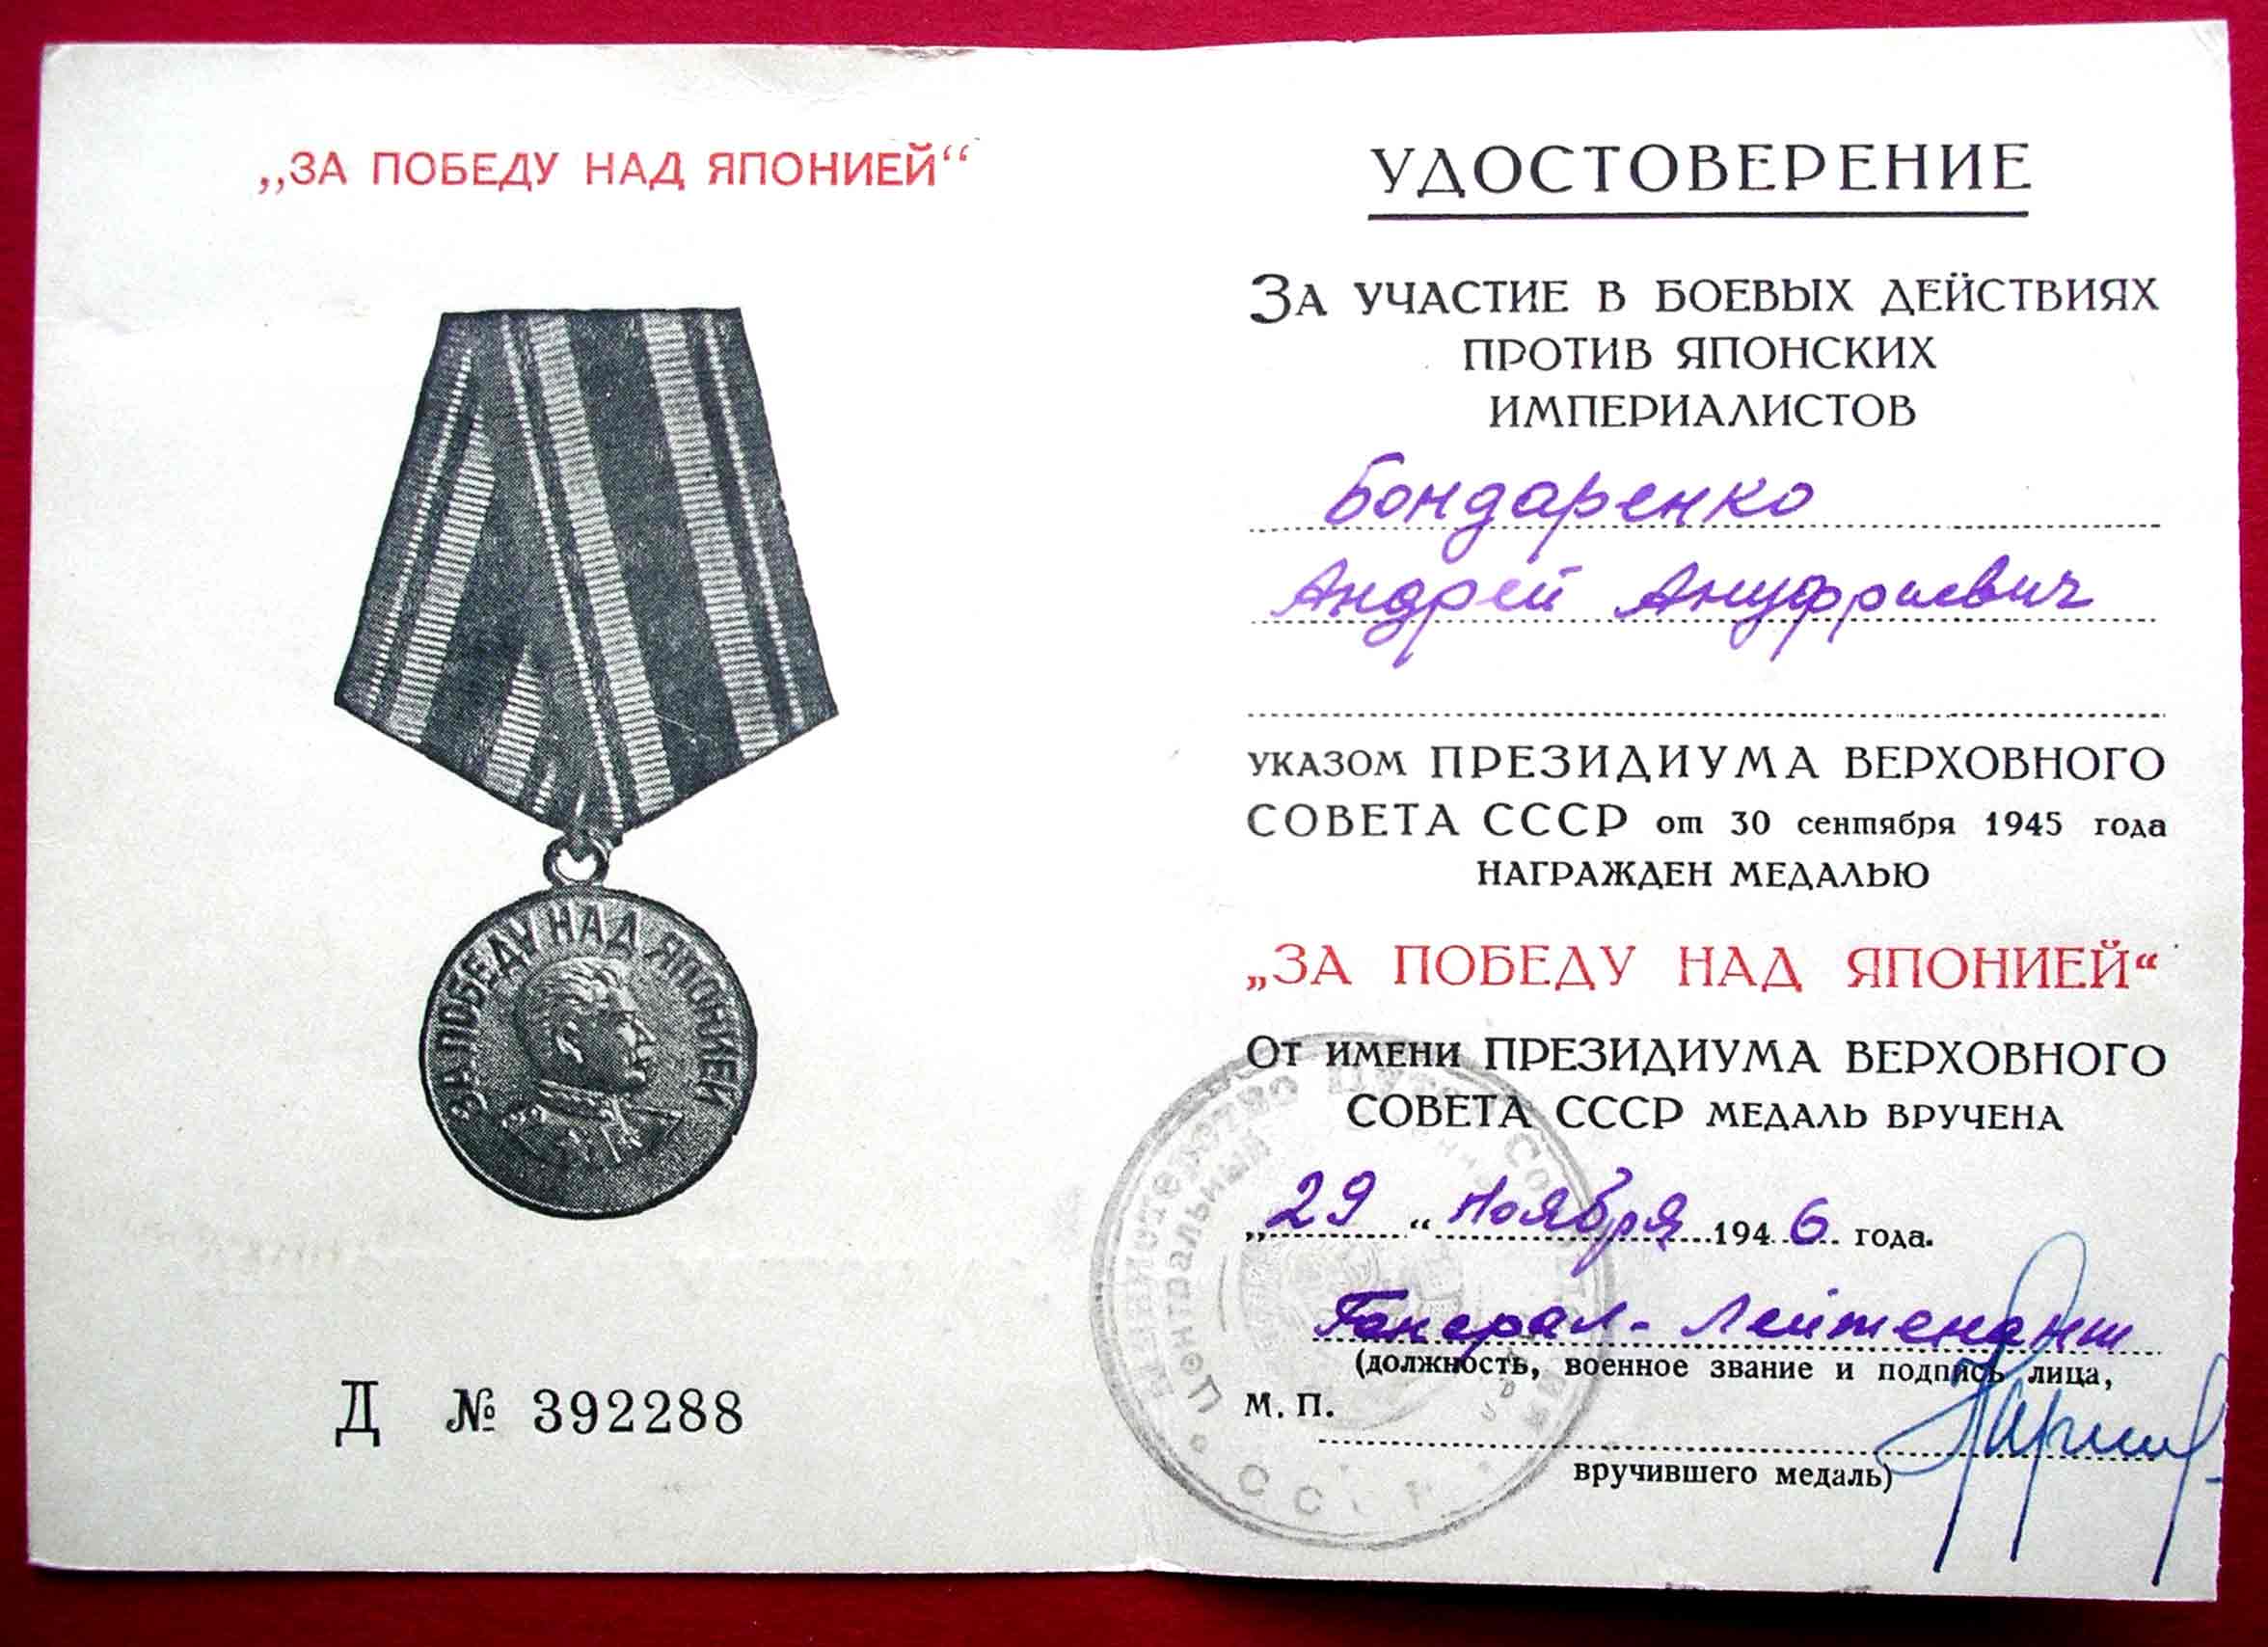 „ЗА ПОБЕДУ НАД ЯПОНИЕЙ“
ЗА ПОБЕДУ НАД ЯПОНИЕЙ
Д № 392288
УДОСТОВЕРЕНИЕ
ЗА УЧАСТИЕ В БОЕВЫХ ДЕЙСТВИЯХ
ПРОТИВ ЯПОНСКИХ
ИМПЕРИАЛИСТОВ
Бондаренко
Андрей Ануфриевич
УКАЗОМ ПРЕЗИДИУМА ВЕРХОВНОГО
СОВЕТА СССР от 30 сентября 1945 года
НАГРАЖДЕН МЕДАЛЬЮ
„ЗА ПОБЕДУ НАД ЯПОНИЕЙ“
ОТ ИМЕНИ ПРЕЗИДИУМА ВЕРХОВНОГО
СОВЕТА СССР МЕДАЛЬ ВРУЧЕНА
„29“ Ноября 1946 года.
Генерал-Лейтенант
(должность, военное звание и подпись лица,
М. П.
вручившего медаль)
Министерство
Центральный
СССР